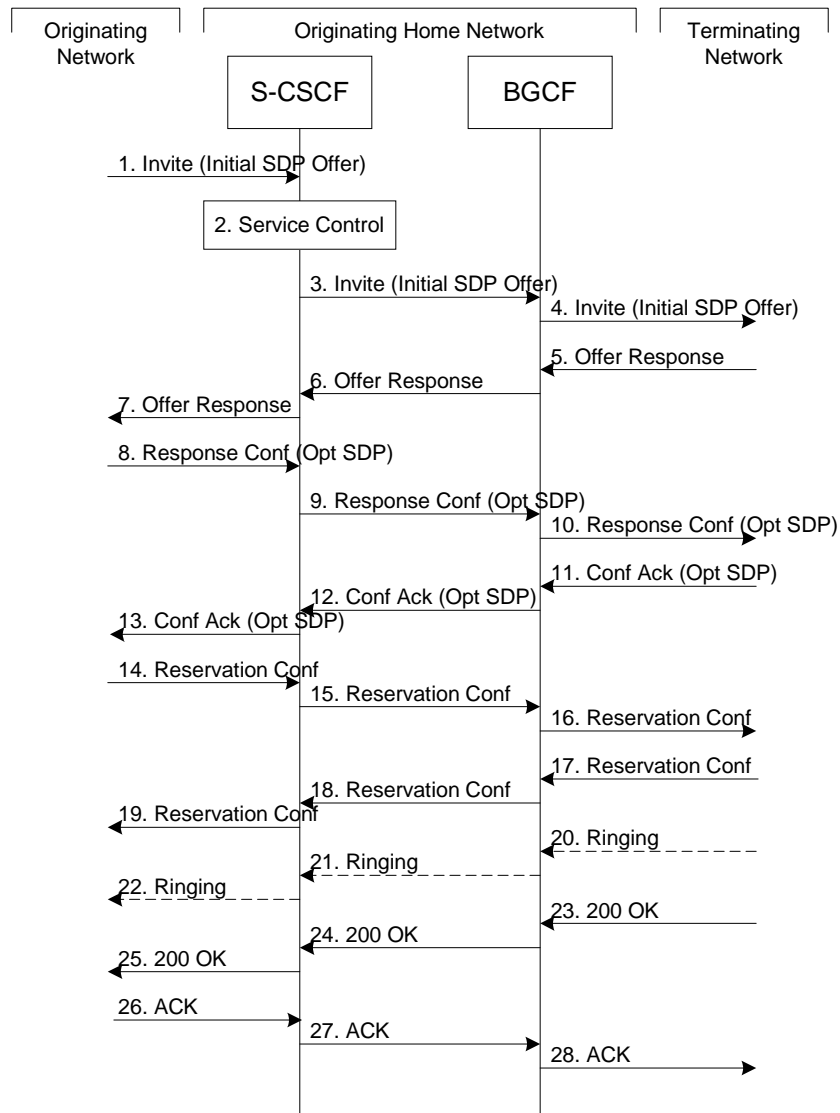 Originating
Network
Originating Home Network
Terminating
Network
S-CSCF
BGCF
1. Invite (Initial SDP Offer)
2. Service Control
3. Invite (Initial SDP Offer)
4. Invite (Initial SDP Offer)
5. Offer Response
6. Offer Response
7. Offer Response
8. Response Conf (Opt SDP)
9. Response Conf (Opt SDP)
10. Response Conf (Opt SDP)
11. Conf Ack (Opt SDP)
12. Conf Ack (Opt SDP)
13. Conf Ack (Opt SDP)
14. Reservation Conf
15. Reservation Conf
16. Reservation Conf
17. Reservation Conf
18. Reservation Conf
19. Reservation Conf
20. Ringing
21. Ringing
22. Ringing
23. 200 OK
24. 200 OK
25. 200 OK
26. ACK
27. ACK
28. ACK